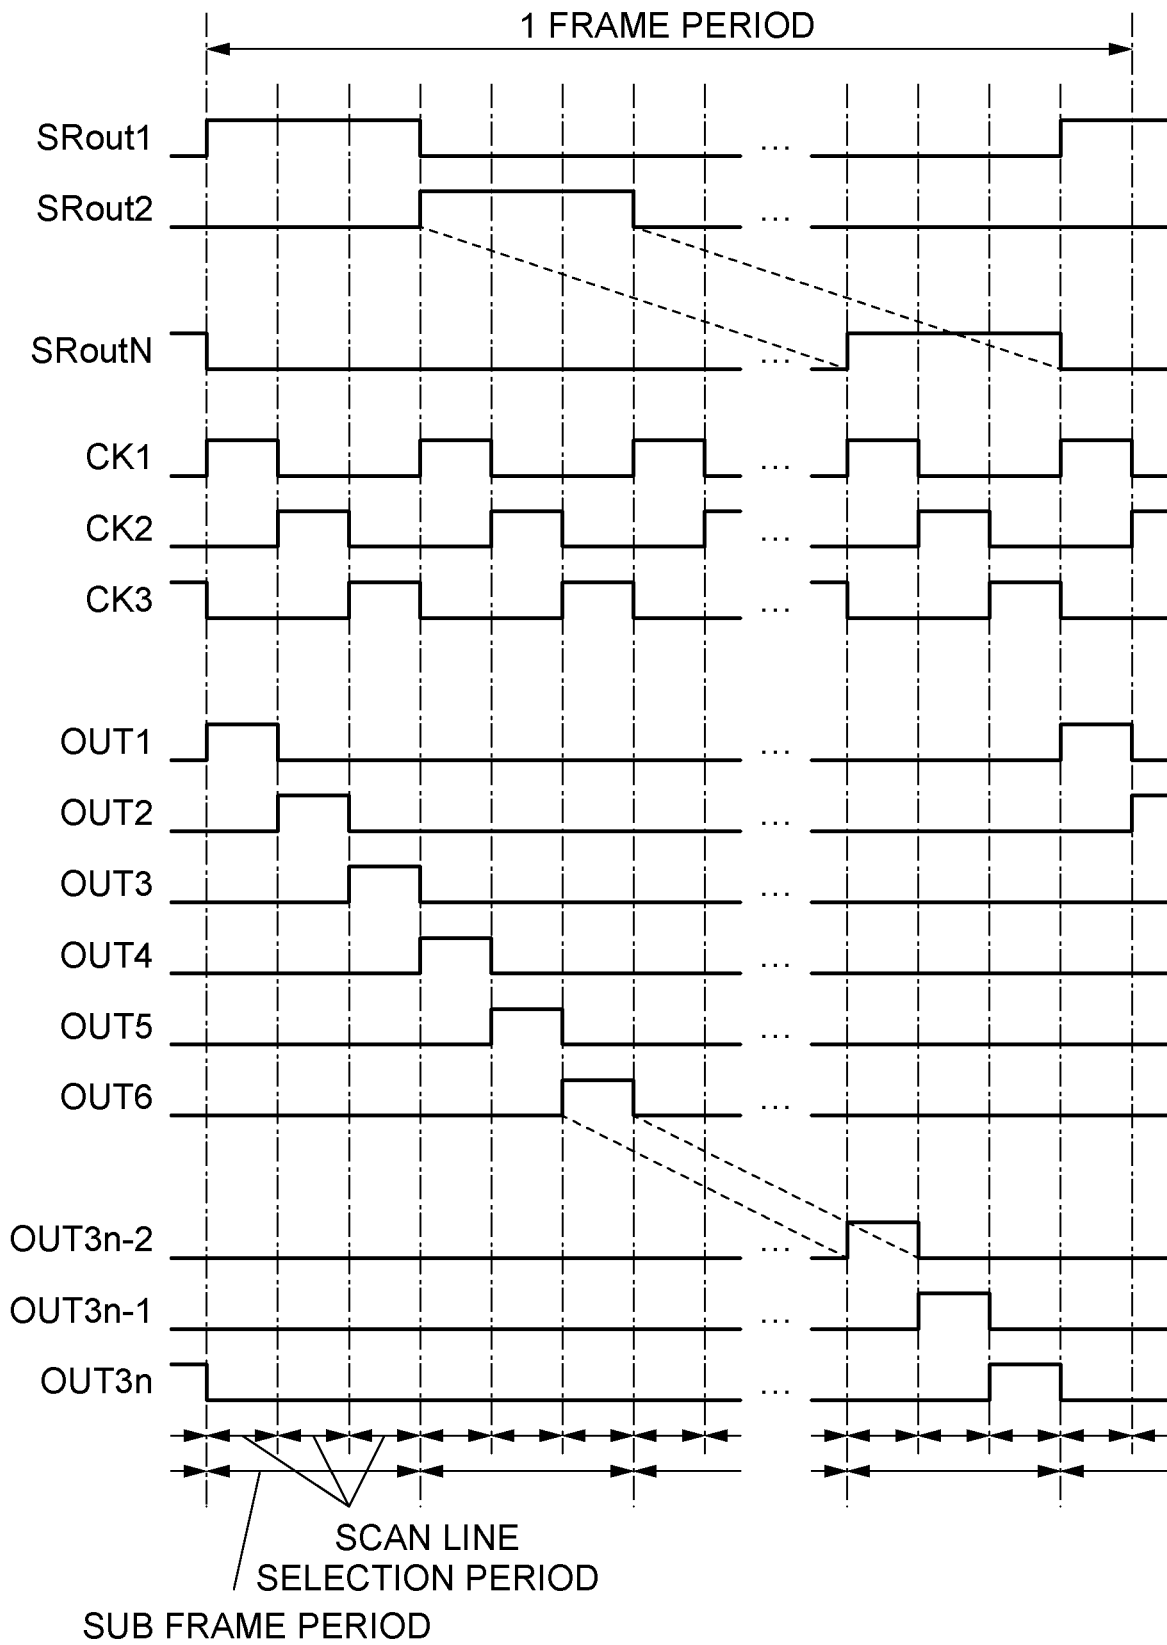 1 FRAME PERIOD
SRout1
...
SRout2
...
SRoutN
...
CK1
...
CK2
...
CK3
...
OUT1
...
OUT2
...
OUT3
...
OUT4
...
OUT5
...
OUT6
...
OUT3n-2
...
OUT3n-1
...
OUT3n
...
SCAN LINE
SELECTION PERIOD
SUB FRAME PERIOD